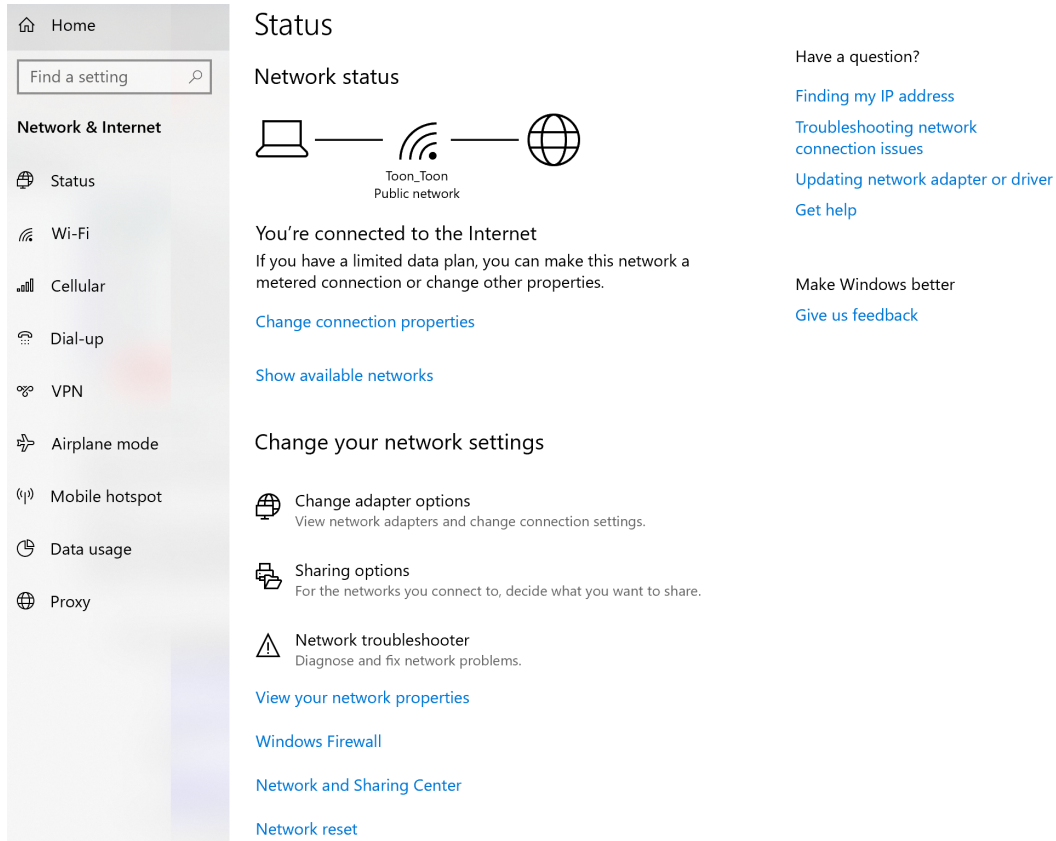 Home
Find a setting
Network & Internet
Status
Wi-Fi
Cellular
Dial-up
VPN
Airplane mode
Mobile hotspot
Data usage
Proxy
Status
Network status
Toon_Toon
Public network
You’re connected to the Internet
If you have a limited data plan, you can make this network a
metered connection or change other properties.
Change connection properties
Show available networks
Change your network settings
Change adapter options
View network adapters and change connection settings.
Sharing options
For the networks you connect to, decide what you want to share.
Network troubleshooter
Diagnose and fix network problems.
View your network properties
Windows Firewall
Network and Sharing Center
Network reset
Have a question?
Finding my IP address
Troubleshooting network
connection issues
Updating network adapter or driver
Get help
Make Windows better
Give us feedback